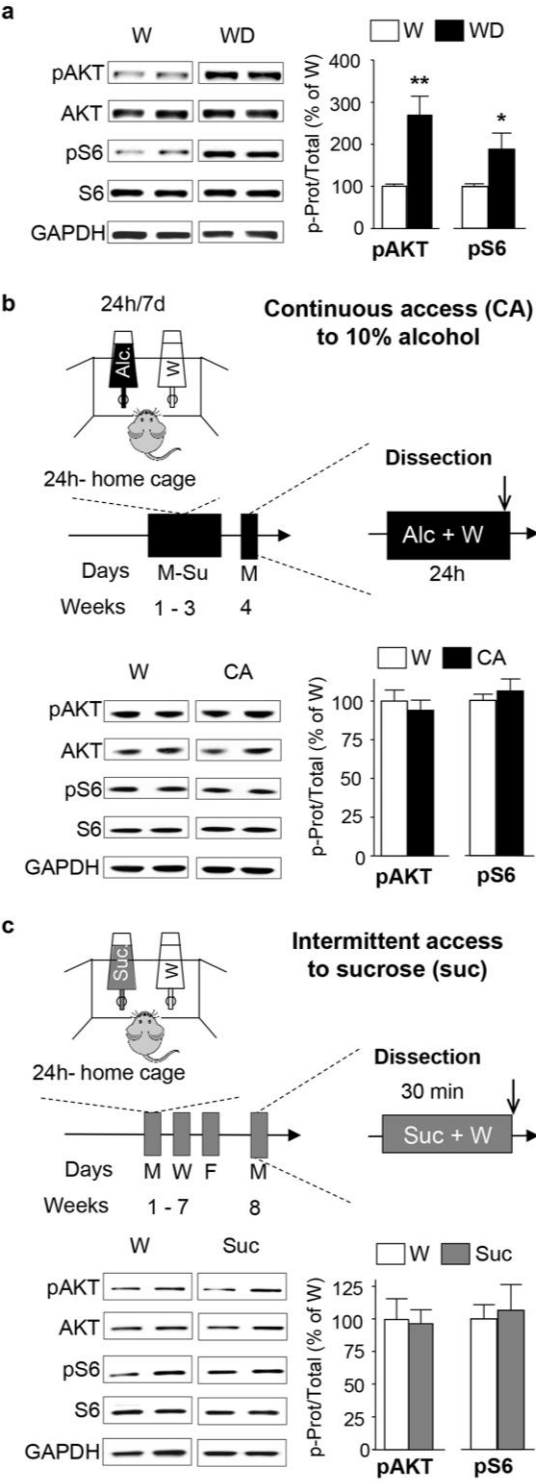 a
W WD
pAKT
AKT
pS6
S6
GAPDH
W WD
p-Prot/Total (% of W)
400
300
200
100
0
**
*
pAKT pS6
b
24h/7d
Alc.
W
24h- home cage
Continuous access (CA)
to 10% alcohol
Dissection
Alc + W
24h
Days M-Su M
Weeks 1 - 3 4
W CA
pAKT
AKT
pS6
S6
GAPDH
W CA
p-Prot/Total (% of W)
100
75
50
25
0
pAKT pS6
c
Suc.
W
24h- home cage
Intermittent access
to sucrose (suc)
Dissection
30 min
Suc + W
Days M W F M
Weeks 1 - 7 8
W Suc
pAKT
AKT
pS6
S6
GAPDH
W Suc
p-Prot/Total (% of W)
125
100
75
50
25
0
pAKT pS6